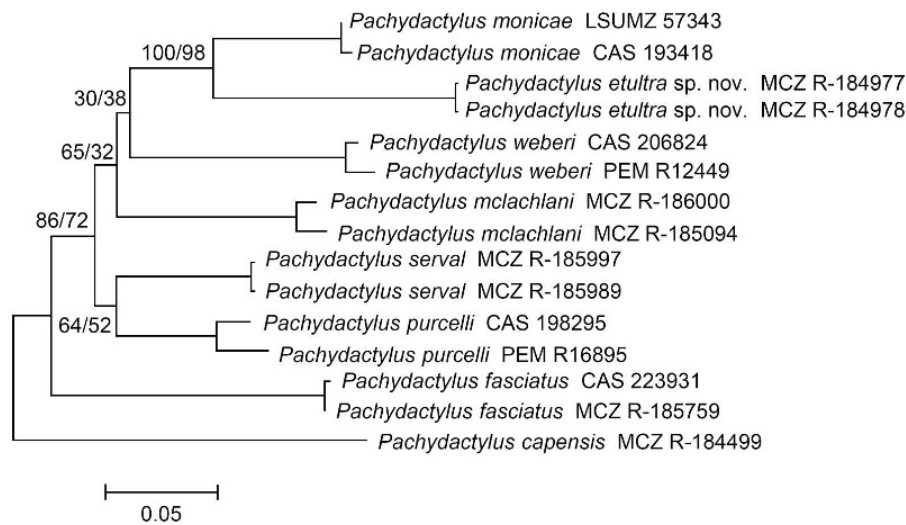 Pachydactylus monicae LSUMZ 57343
Pachydactylus monicae CAS 193418
100/98
Pachydactylus etultra sp. nov. MCZ R-184977
30/38
Pachydactylus etultra sp. nov. MCZ R-184978
Pachydactylus weberi CAS 206824
65/32
Pachydactylus weberi PEM R12449
Pachydactylus mclachlani MCZ R-186000
86/72
Pachydactylus mclachlani MCZ R-185094
Pachydactylus serval MCZ R-185997
Pachydactylus serval MCZ R-185989
64/52
Pachydactylus purcelli CAS 198295
Pachydactylus purcelli PEM R16895
Pachydactylus fasciatus CAS 223931
Pachydactylus fasciatus MCZ R-185759
Pachydactylus capensis MCZ R-184499
0.05